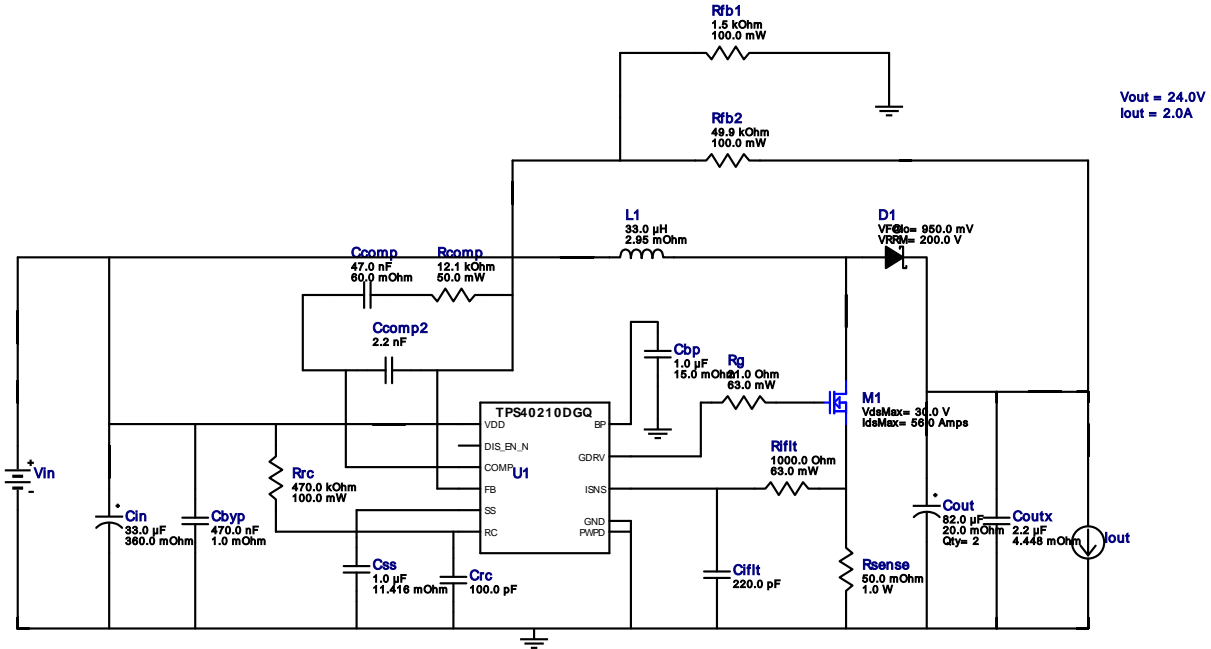 Rfb1
1.5 kOhm
100.0 mW
Vout = 24.0V
Iout = 2.0A
Rfb2
49.9 kOhm
100.0 mW
L1
33.0 µH
2.95 mOhm
D1
= 950.0 mV
VRRM= 200.0 V
Ccomp
47.0 nF
60.0 mOhm
Rcomp
12.1 kOhm
50.0 mW
Ccomp2
2.2 nF
Cbp
1.0 µF
15.0 mOhm
Rg
63.0 mW
M1
VdsMax= 30.0 V
IdsMax= 56.0 Amps
TPS40210DGQ
VDD
BP
DIS_EN_N
GDRV
COMP
U1
FB
ISNS
SS
GND
RC
PWPD
Riflt
1000.0 Ohm
63.0 mW
Vin
+
-
Rrc
470.0 kOhm
100.0 mW
Cin
33.0 µF
360.0 mOhm
Cbyp
470.0 nF
1.0 mOhm
Css
1.0 µF
11.416 mOhm
Crc
100.0 pF
Ciflt
220.0 pF
Rsense
50.0 mOhm
1.0 W
Cout
82.0 µF
20.0 mOhm
Qty= 2
Coutx
2.2 µF
4.448 mOhm
Iout